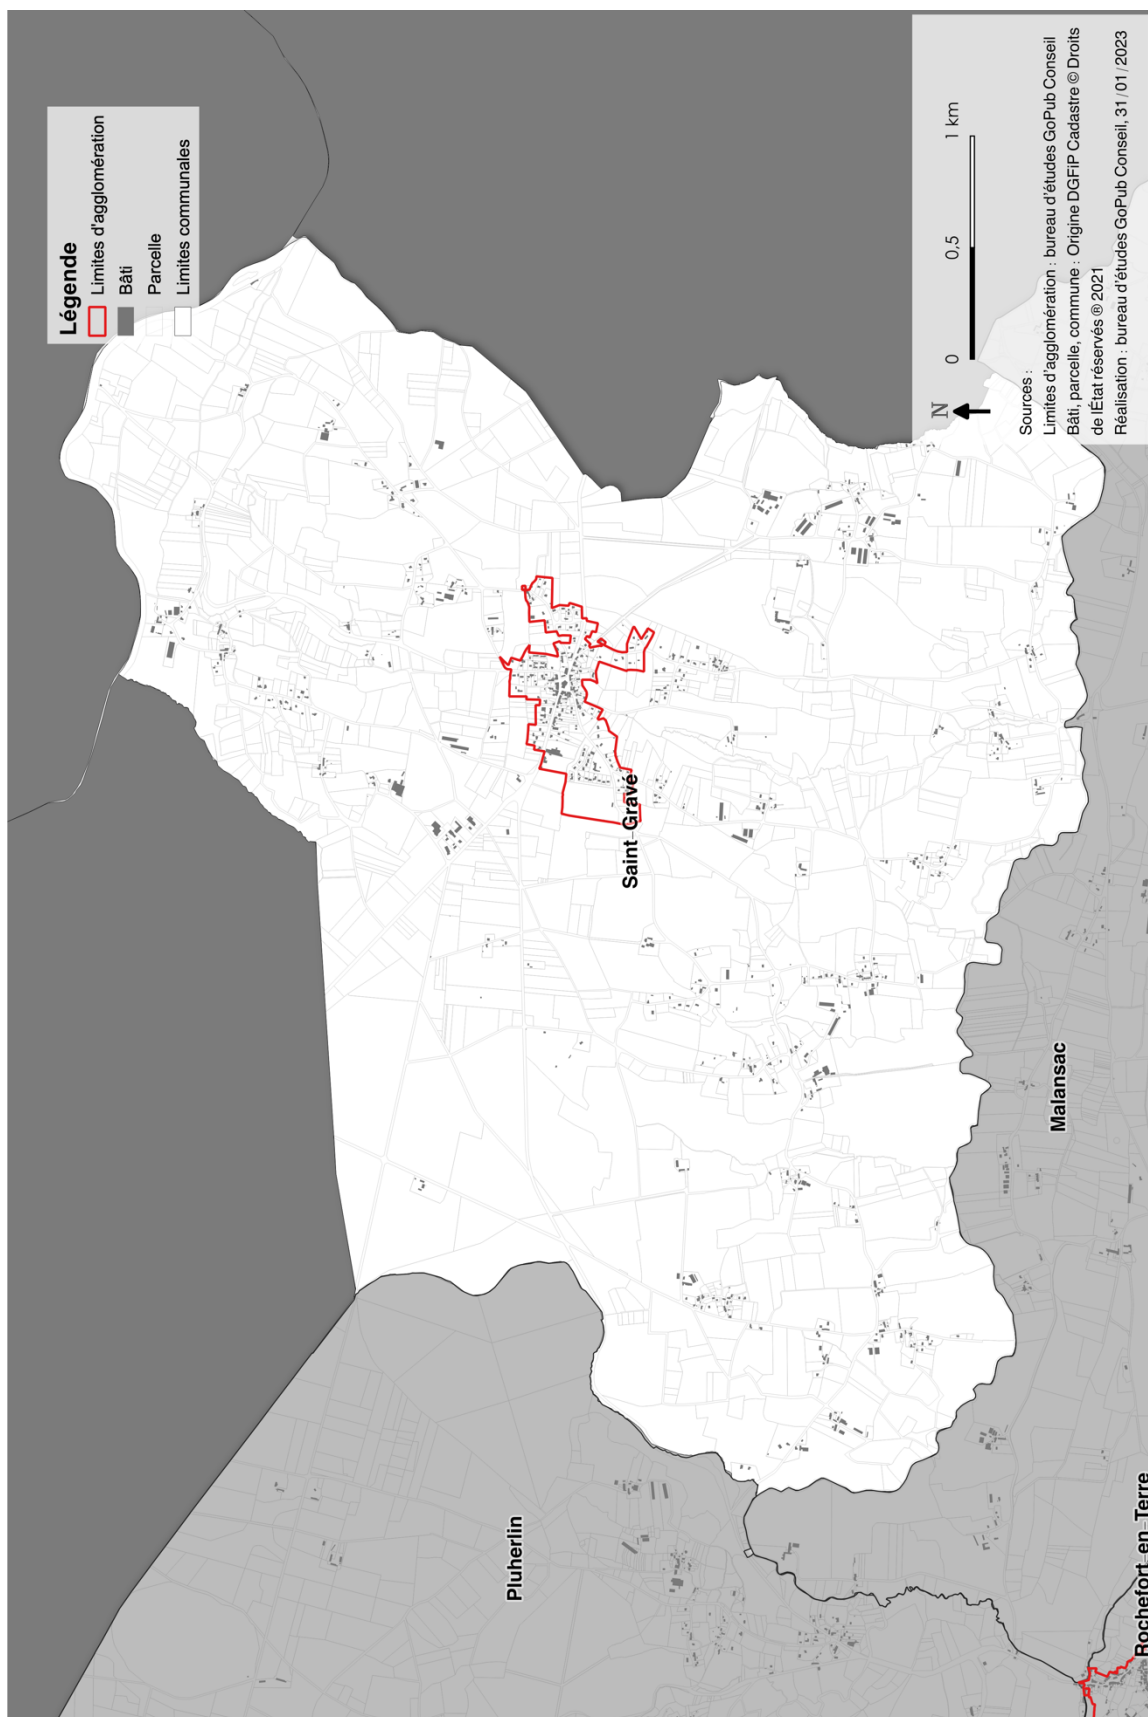 Légende
Limites d'agglomération
Bâti
Parcelle
Limites communales
Saint-Gravé
Pluherlin
Malansac
Rochefort-en-Terre
N
0
0,5
1 km
Sources :
Limites d'agglomération : bureau d'études GoPub Conseil
Bâti, parcelle, commune : Origine DGFiP Cadastre © Droits
de lÉtat réservés ® 2021
Réalisation : bureau d'études GoPub Conseil, 31/01/2023